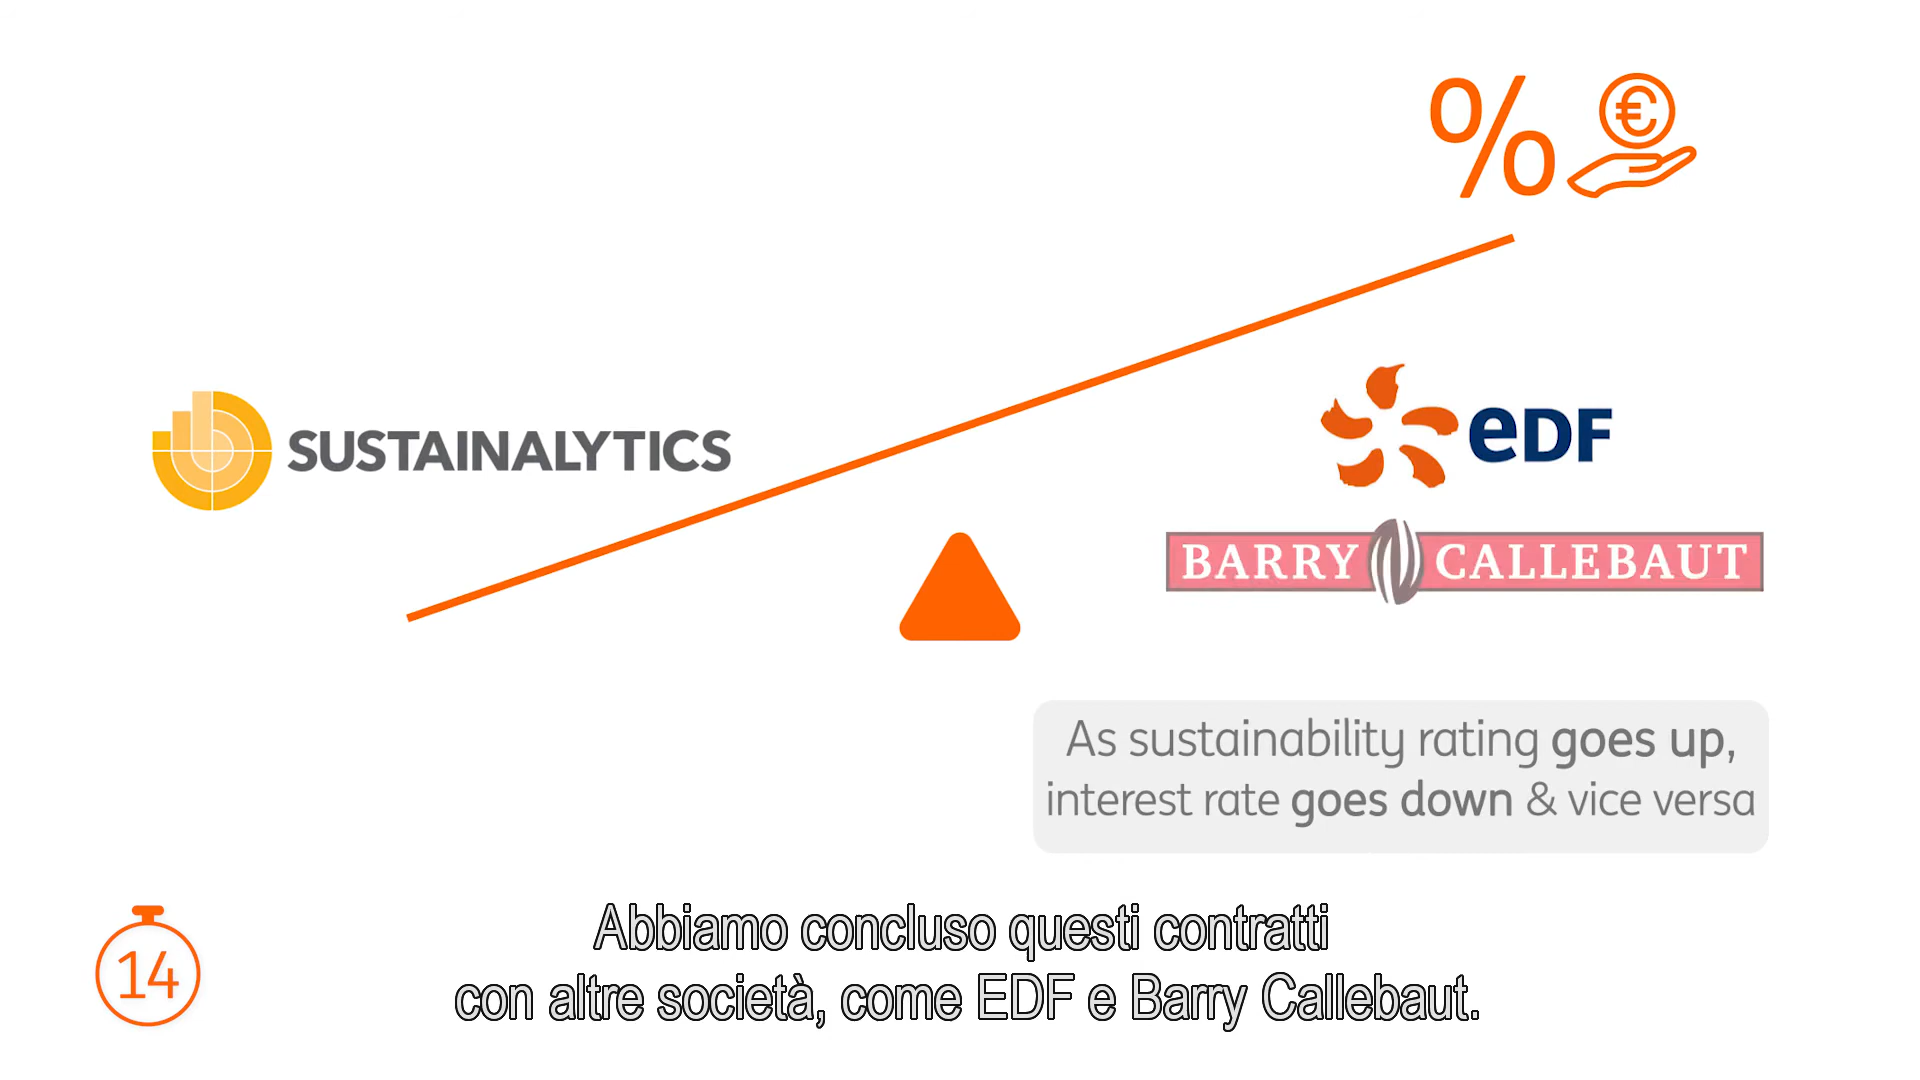 %
€
SUSTAINALYTICS
eDF
BARRY CALLEBAUT
As sustainability rating goes up,
interest rate goes down & vice versa
14
Abbiamo concluso questi contratti
con altre società, come EDF e Barry Callebaut.